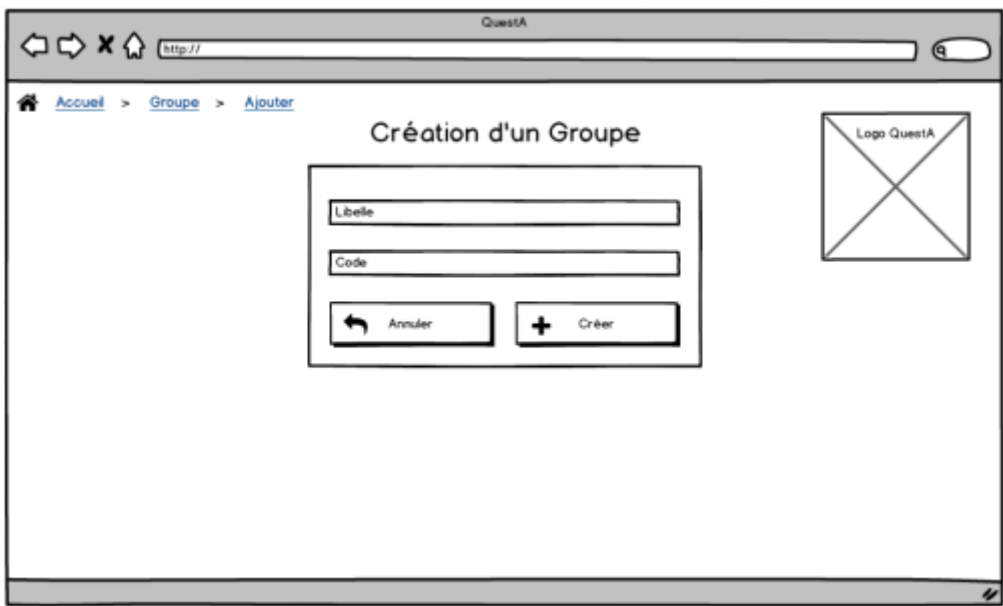 QuestA
http://
Accueil > Groupe > Ajouter
Création d'un Groupe
Logo QuestA
Libelle
Code
Annuler
Créer